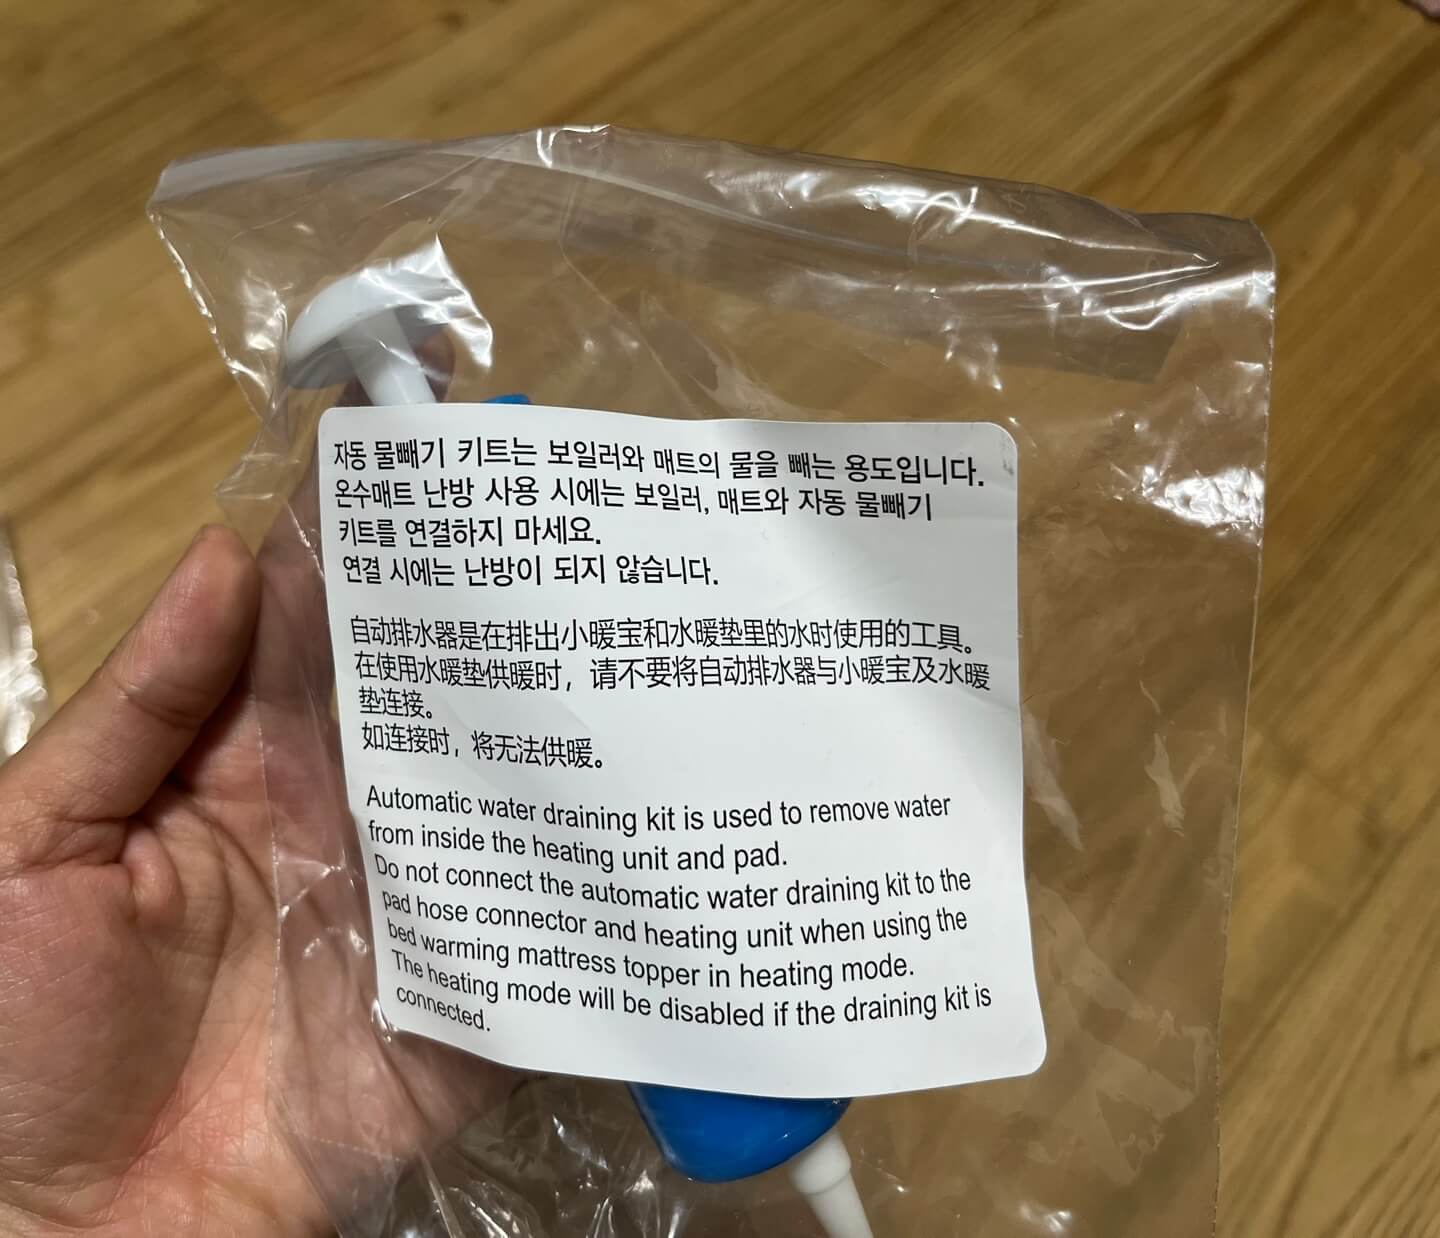 자동 물빼기 키트는 보일러와 매트의 물을 빼는 용도입니다.
온수매트 난방 사용 시에는 보일러, 매트와 자동 물빼기
키트를 연결하지 마세요.
연결 시에는 난방이 되지 않습니다.
自动排水器是在排出小暖宝和水暖垫里的水时使用的工具。
在使用水暖垫供暖时，请不要将自动排水器与小暖宝及水暖
垫连接。
如连接时，将无法供暖。
Automatic water draining kit is used to remove water
from inside the heating unit and pad.
Do not connect the automatic water draining kit to the
pad hose connector and heating unit when using the
bed warming mattress topper in heating mode.
The heating mode will be disabled if the draining kit is
connected.